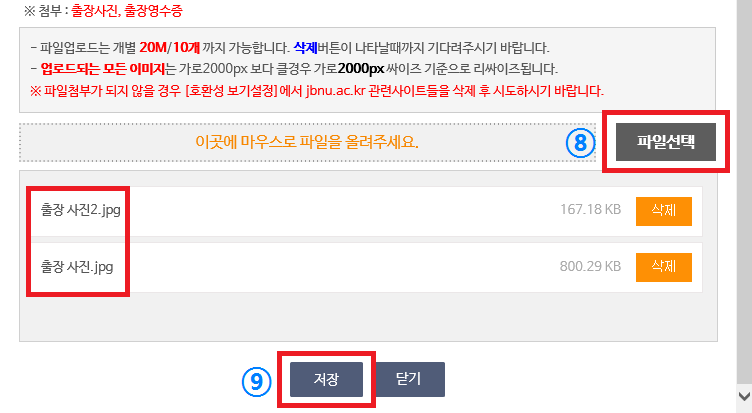 ※ 첨부 : 출장사진, 출장영수증
- 파일업로드는 개별 20M/10개 까지 가능합니다. 삭제버튼이 나타날때까지 기다려주시기 바랍니다.
- 업로드되는 모든 이미지는 가로2000px 보다 클경우 가로2000px 싸이즈 기준으로 리싸이즈됩니다.
※ 파일첨부가 되지 않을 경우 [호환성 보기설정]에서 jbnu.ac.kr 관련사이트들을 삭제 후 시도하시기 바랍니다.
이곳에 마우스로 파일을 올려주세요. ⑧ 파일선택
출장 사진2.jpg 167.18 KB 삭제
출장 사진.jpg 800.29 KB 삭제
⑨ 저장 닫기